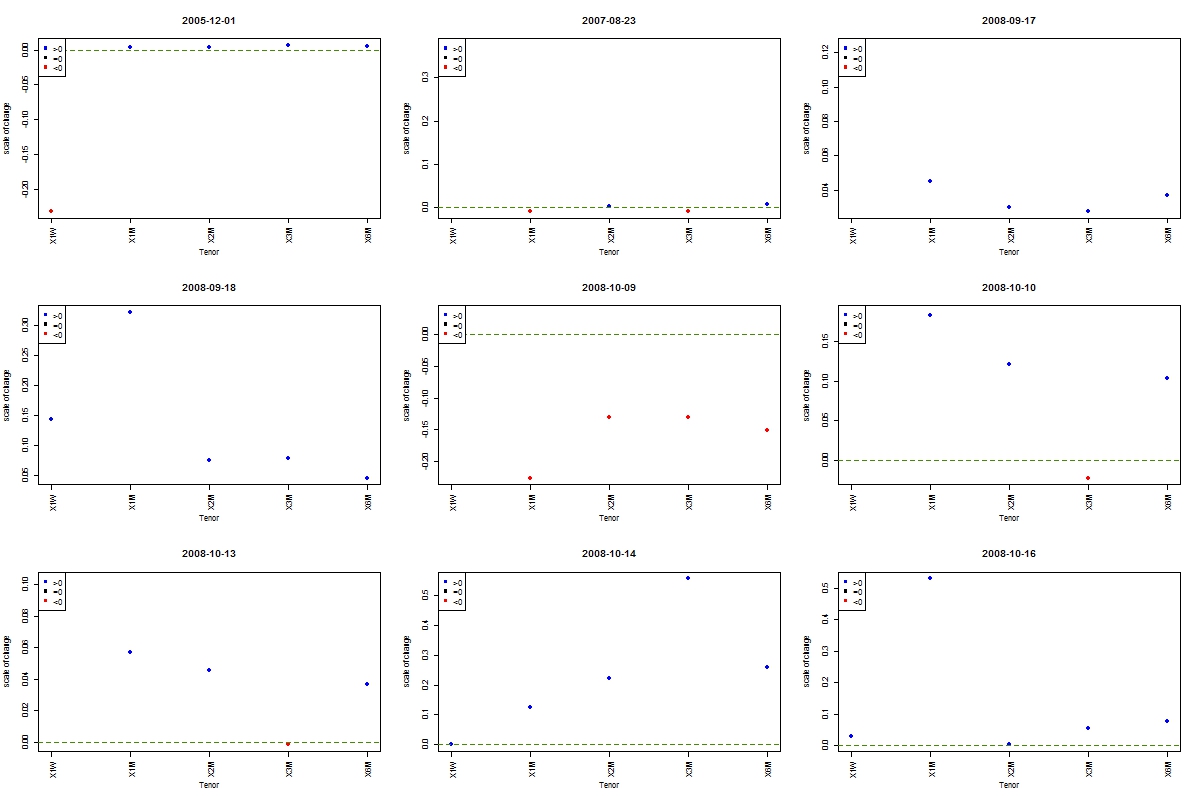 2005-12-01
>0
=0
<0
0.00
-0.05
-0.10
-0.15
-0.20
scale of change
X1W
X1M
X2M
X3M
X6M
Tenor
2007-08-23
>0
=0
<0
0.3
0.2
0.1
0.0
scale of change
X1W
X1M
X2M
X3M
X6M
Tenor
2008-09-17
>0
=0
<0
0.12
0.10
0.08
0.06
0.04
scale of change
X1W
X1M
X2M
X3M
X6M
Tenor
2008-09-18
>0
=0
<0
0.30
0.25
0.20
0.15
0.10
0.05
scale of change
X1W
X1M
X2M
X3M
X6M
Tenor
2008-10-09
>0
=0
<0
0.00
-0.05
-0.10
-0.15
-0.20
scale of change
X1W
X1M
X2M
X3M
X6M
Tenor
2008-10-10
>0
=0
<0
0.15
0.10
0.05
0.00
scale of change
X1W
X1M
X2M
X3M
X6M
Tenor
2008-10-13
>0
=0
<0
0.10
0.08
0.06
0.04
0.02
0.00
scale of change
X1W
X1M
X2M
X3M
X6M
Tenor
2008-10-14
>0
=0
<0
0.5
0.4
0.3
0.2
0.1
0.0
scale of change
X1W
X1M
X2M
X3M
X6M
Tenor
2008-10-16
>0
=0
<0
0.5
0.4
0.3
0.2
0.1
0.0
scale of change
X1W
X1M
X2M
X3M
X6M
Tenor